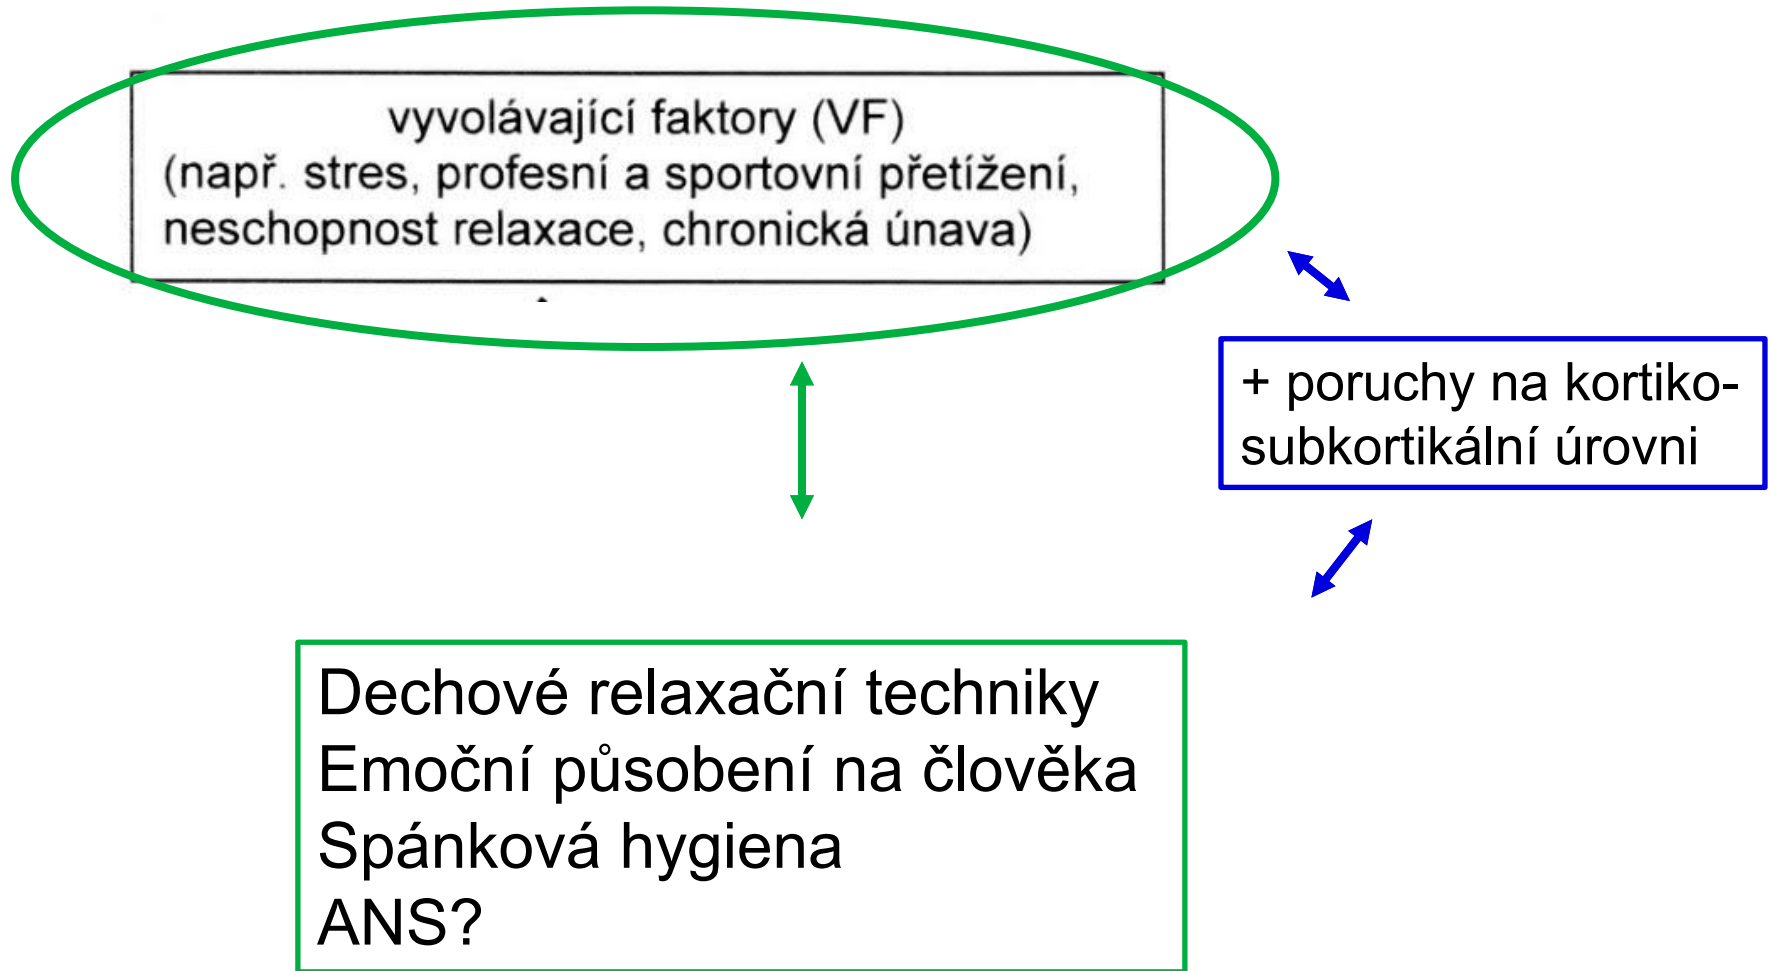 vyvolávající faktory (VF)
(např. stres, profesní a sportovní přetížení,
neschopnost relaxace, chronická únava)
+ poruchy na kortiko-
subkortikální úrovni
Dechové relaxační techniky
Emoční působení na člověka
Spánková hygiena
ANS?